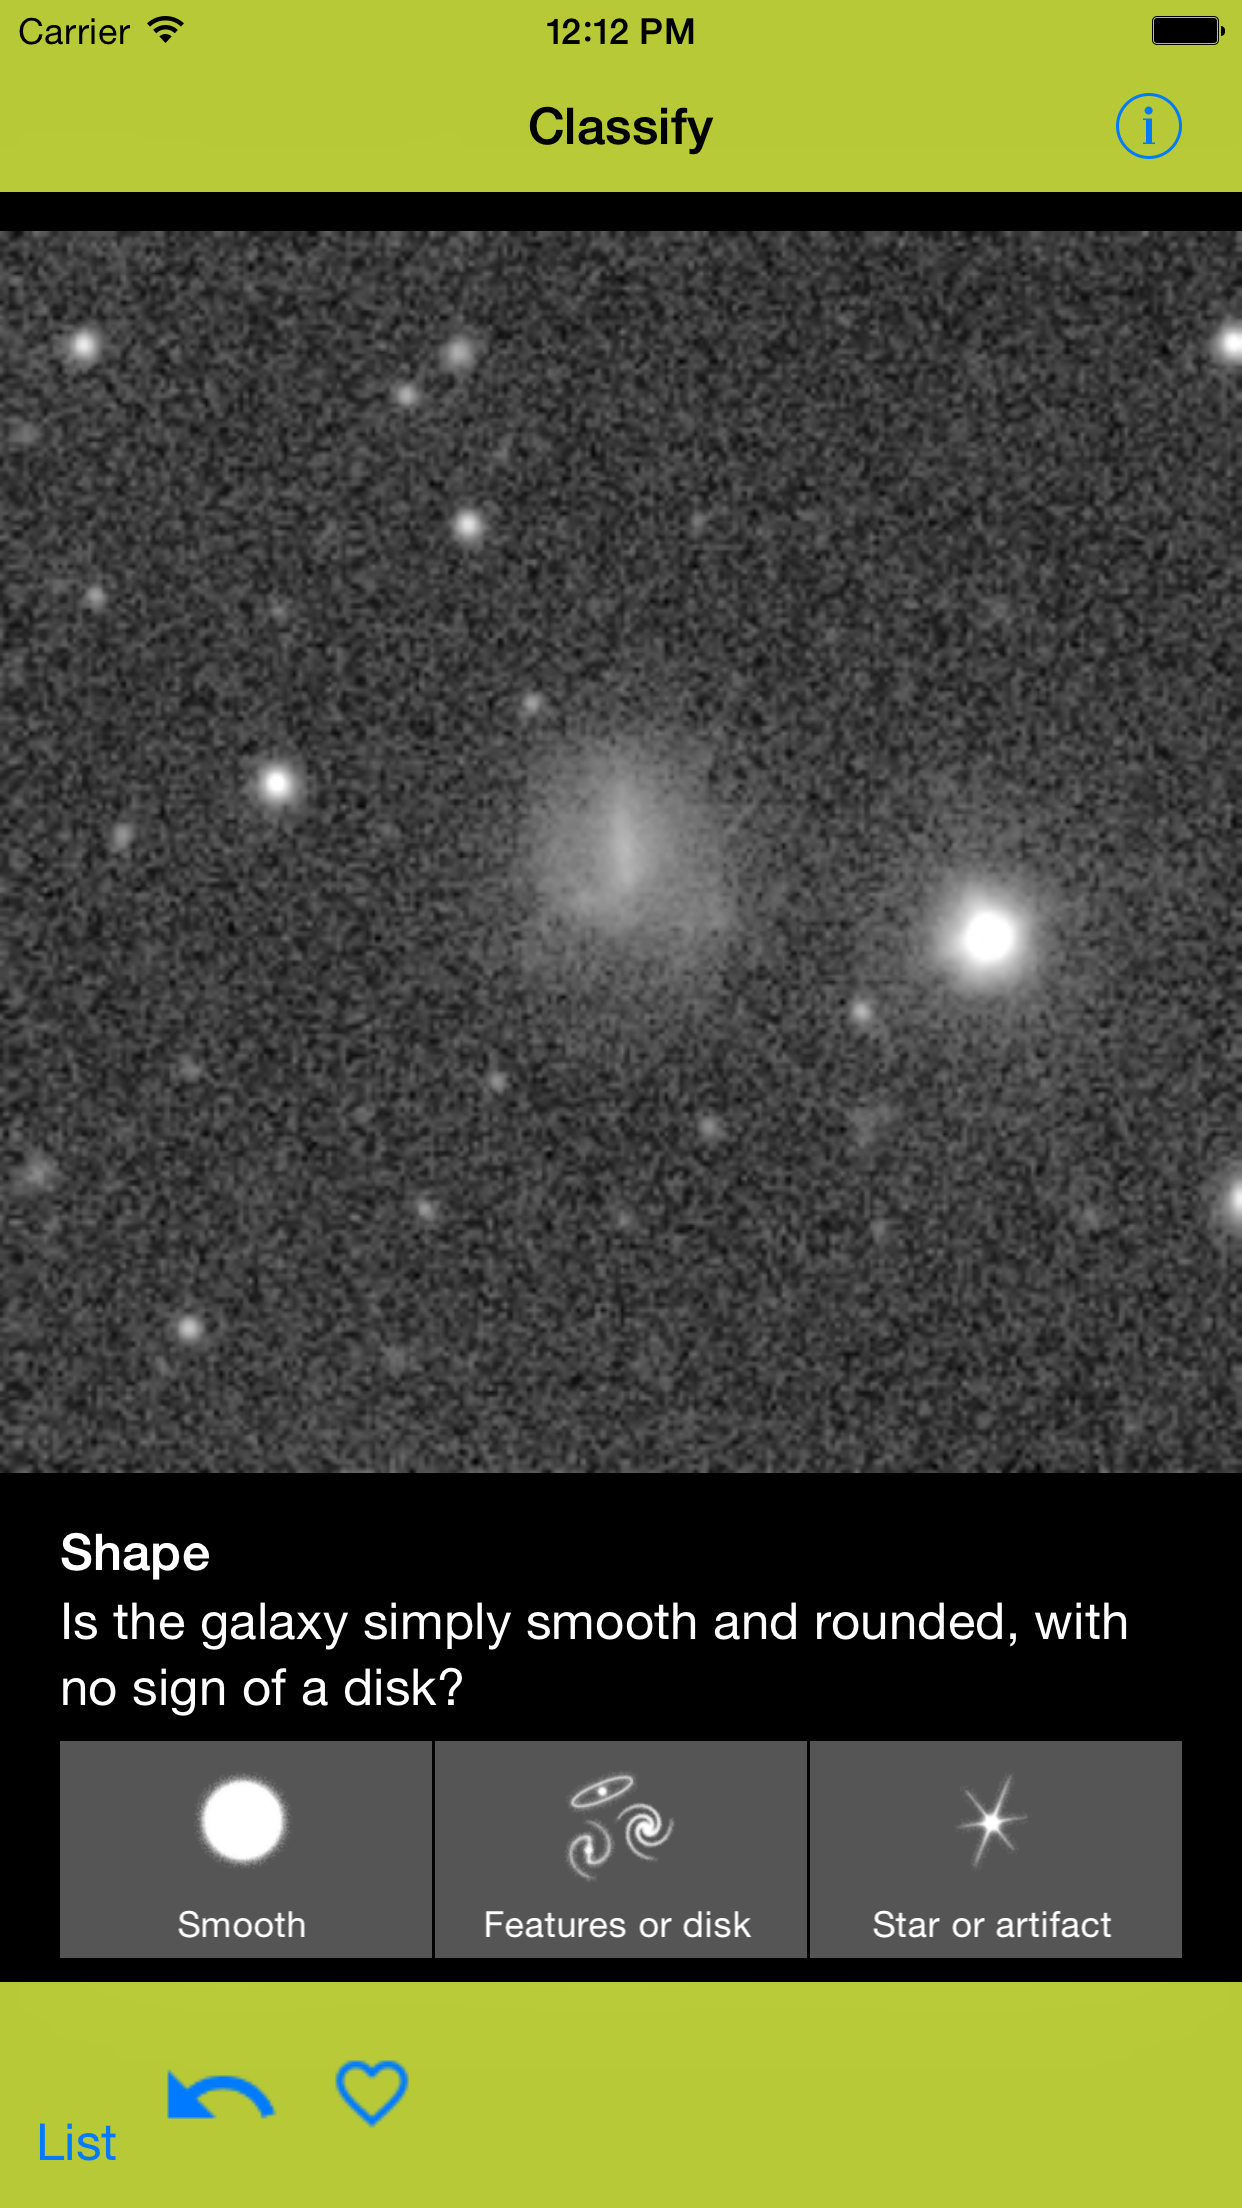 Carrier 12:12 PM
Classify
i
Shape
Is the galaxy simply smooth and rounded, with
no sign of a disk?
Smooth Features or disk Star or artifact
List